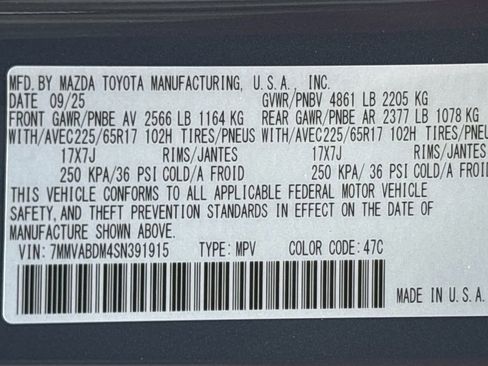 MFD. BY MAZDA TOYOTA MANUFACTURING, U.S.A., INC.
DATE 09/25 GVWR/PNBV 4861 LB 2205 KG
FRONT GAWR/PNBE AV 2566 LB 1164 KG REAR GAWR/PNBE AR 2377 LB 1078 KG
WITH/AVEC225/65R17 102H TIRES/PNEUS WITH/AVEC225/65R17 102H TIRES/PNEUS
17X7J RIMS/JANTES 17X7J RIMS/JANTES
250 KPA/36 PSI COLD/A FROID 250 KPA/36 PSI COLD/A FROID
THIS VEHICLE CONFORMS TO ALL APPLICABLE FEDERAL MOTOR VEHICLE
SAFETY, AND THEFT PREVENTION STANDARDS IN EFFECT ON THE DATE OF
MANUFACTURE SHOWN ABOVE.
VIN: 7MMVABDM4SN391915 TYPE: MPV COLOR CODE: 47C
MADE IN U.S.A.